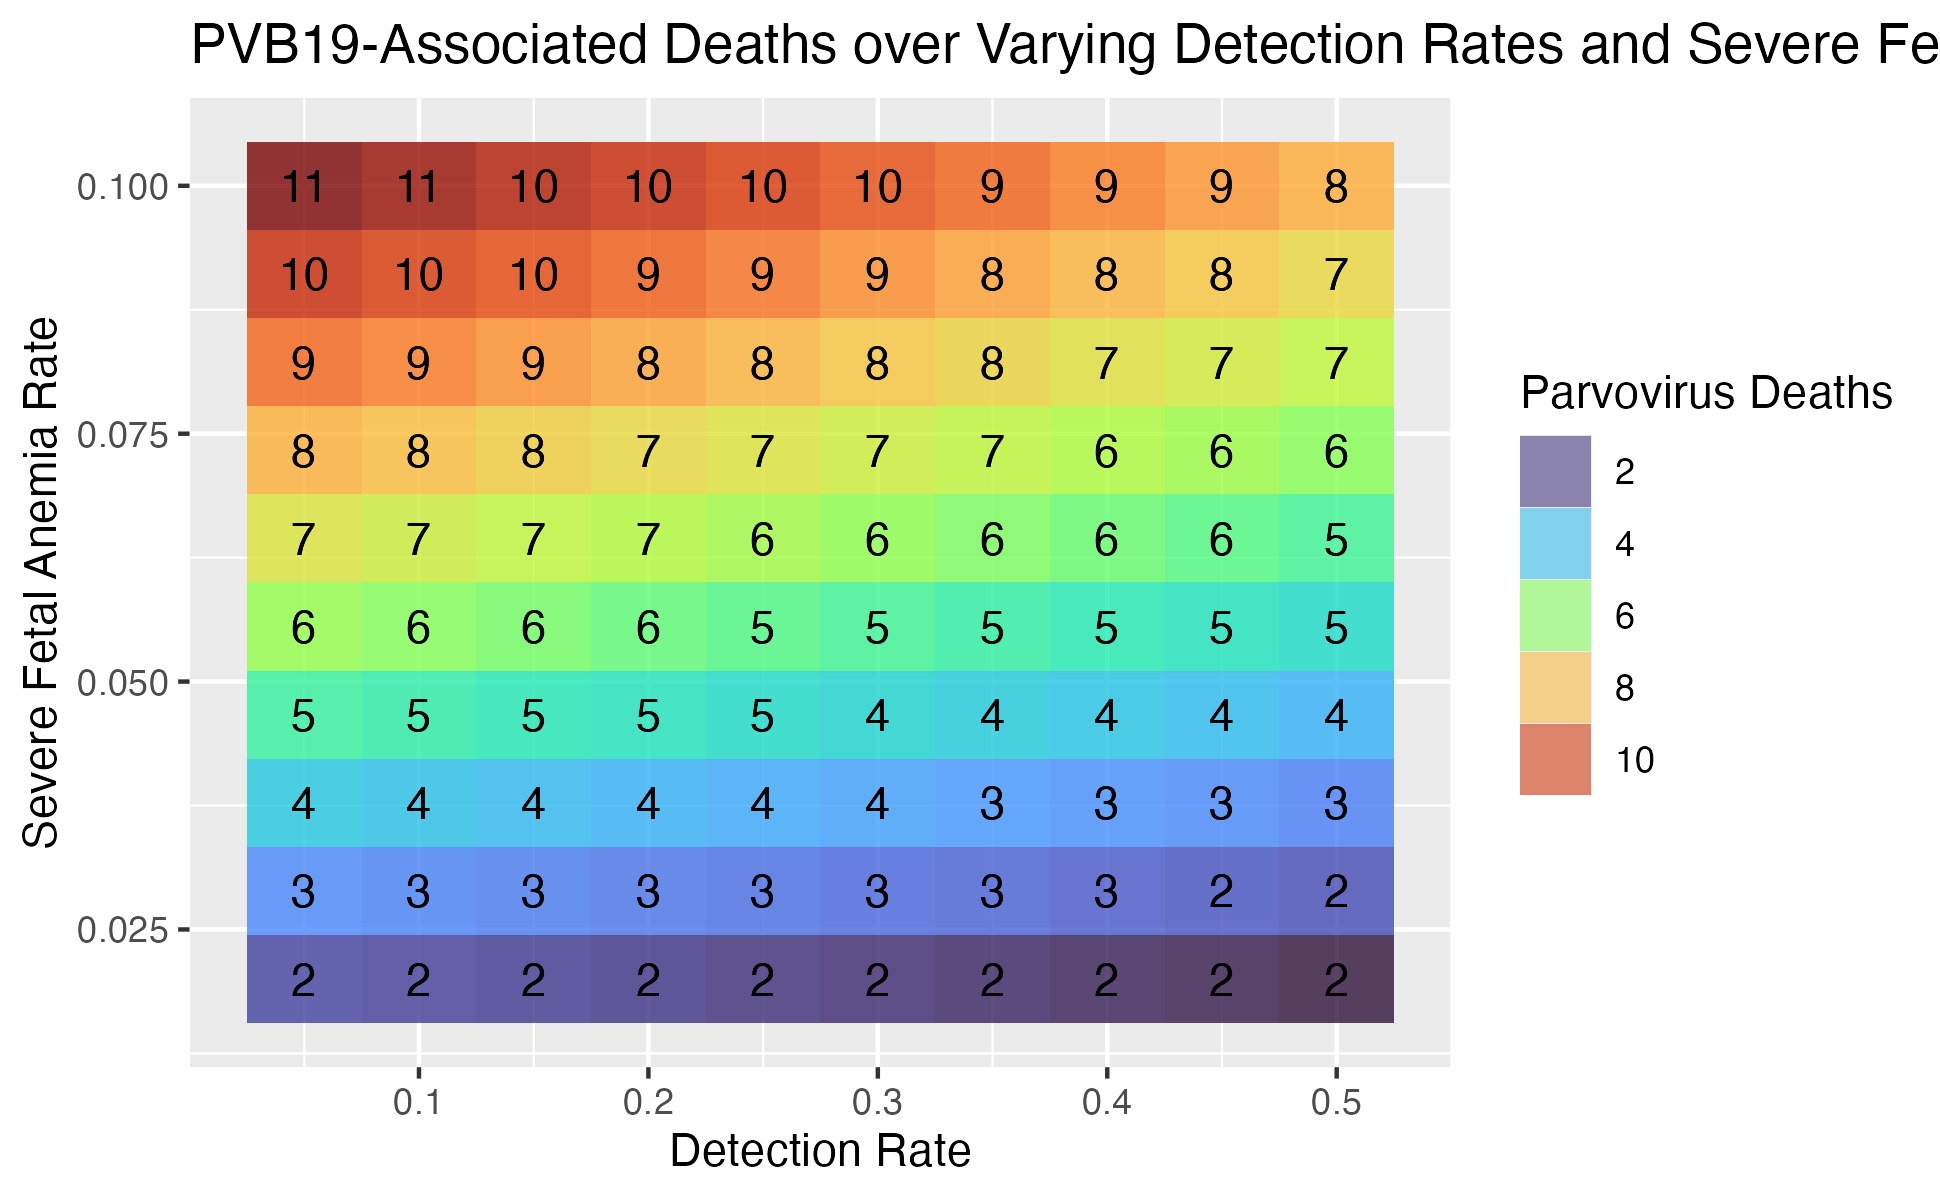 PVB19-Associated Deaths over Varying Detection Rates and Severe Fe
0.100
11 11 10 10 10 10 9 9 9 8
10 10 10 9 9 9 8 8 8 7
9 9 9 8 8 8 8 7 7 7
0.075
8 8 8 7 7 7 7 6 6 6
7 7 7 7 6 6 6 6 6 5
6 6 6 6 5 5 5 5 5 5
0.050
5 5 5 5 5 4 4 4 4 4
4 4 4 4 4 4 3 3 3 3
3 3 3 3 3 3 3 3 2 2
0.025
2 2 2 2 2 2 2 2 2 2
0.1 0.2 0.3 0.4 0.5
Detection Rate
Severe Fetal Anemia Rate
Parvovirus Deaths
2
4
6
8
10